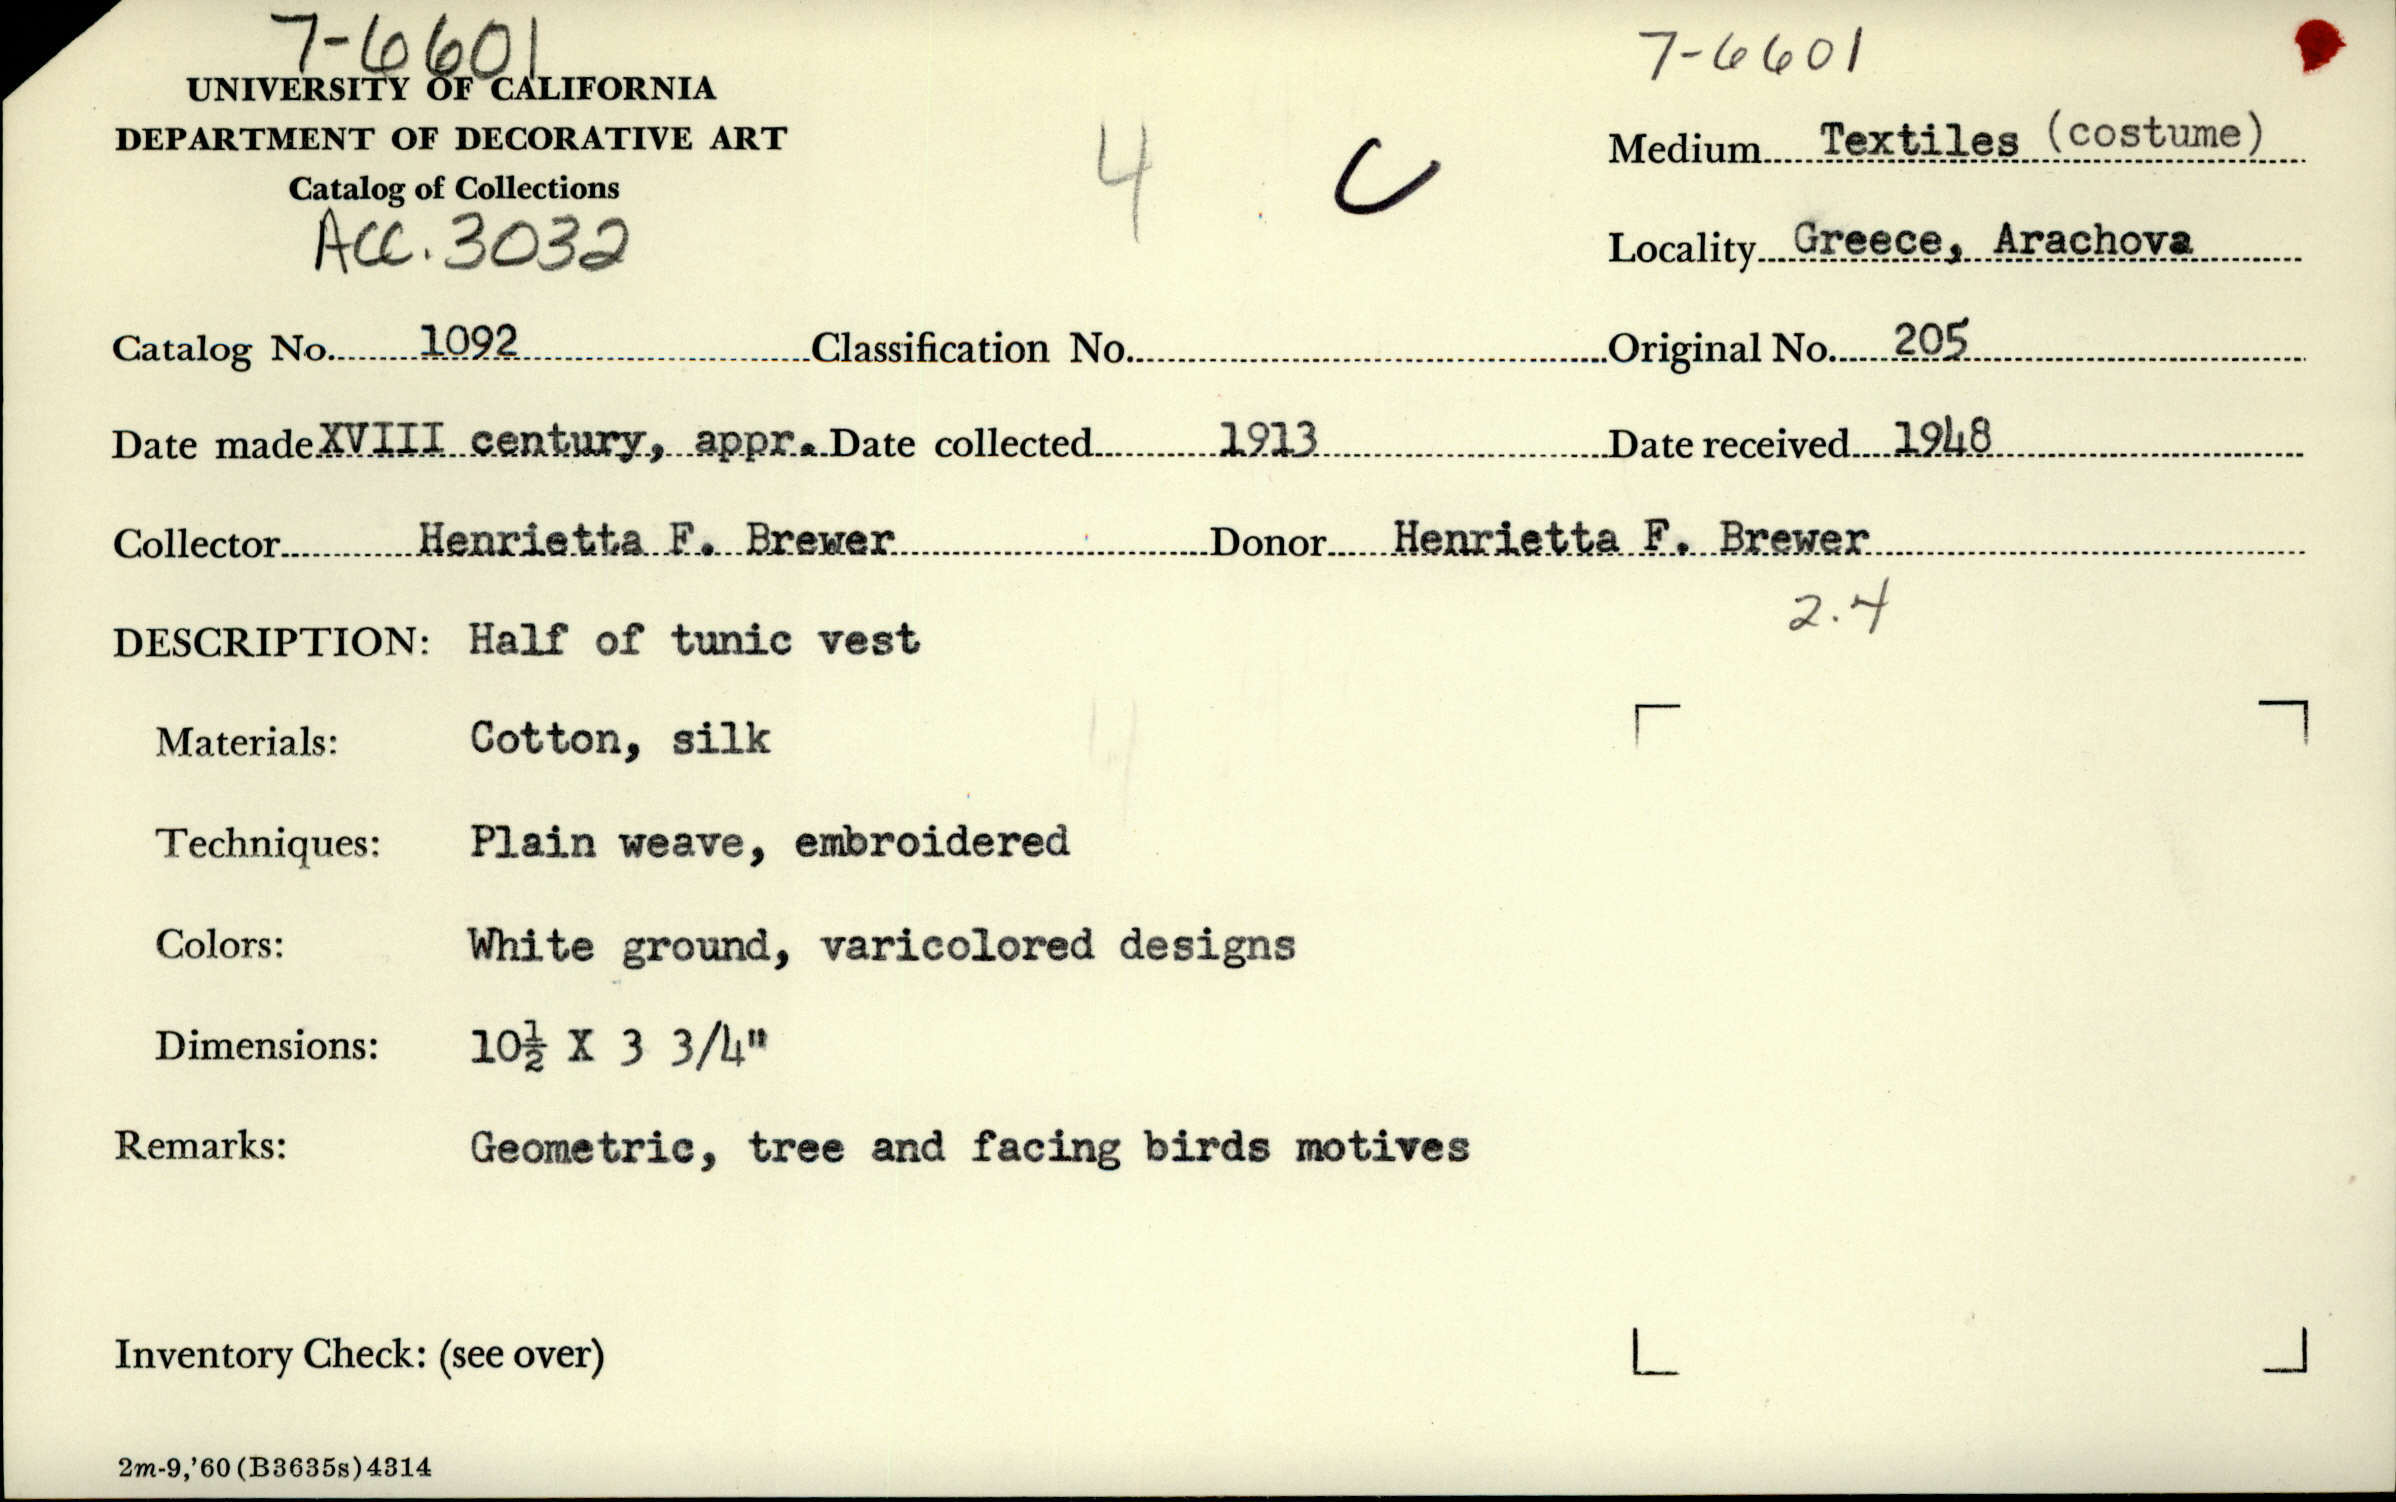 7-6601
7-6601
UNIVERSITY OF CALIFORNIA
DEPARTMENT OF DECORATIVE ART
Catalog of Collections
Acc. 3032
4 C
Medium Textiles (costume)
Locality Greece, Arachova
Catalog No. 1092 Classification No. Original No. 205
Date made XVIII century, appr. Date collected 1913 Date received 1948
Collector Henrietta F. Brewer Donor Henrietta F. Brewer
2.4
DESCRIPTION: Half of tunic vest
Materials: Cotton, silk
Techniques: Plain weave, embroidered
Colors: White ground, varicolored designs
Dimensions: 10½ X 3 3/4"
Remarks: Geometric, tree and facing birds motives
Inventory Check: (see over)
2m-9,'60(B3635s)4314